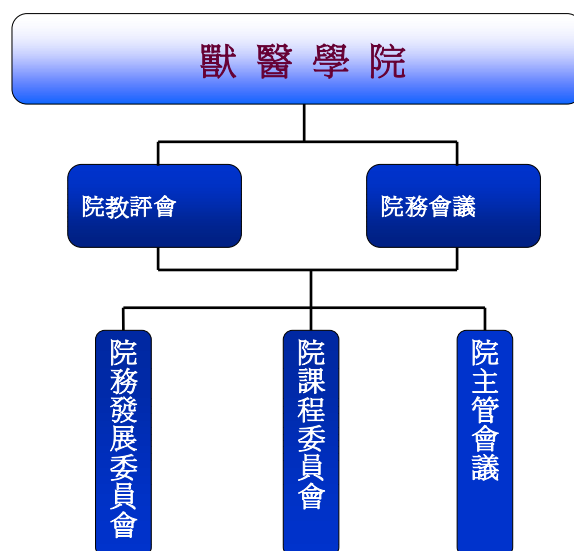 獸醫學院
院教評會
院務會議
院務發展委員會
院課程委員會
院主管會議